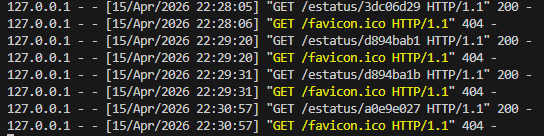 127.0.0.1 - - [15/Apr/2026 22:28:05] "GET /estatus/3dc06d29 HTTP/1.1" 200 -
127.0.0.1 - - [15/Apr/2026 22:28:06] "GET /favicon.ico HTTP/1.1" 404 -
127.0.0.1 - - [15/Apr/2026 22:29:20] "GET /estatus/d894bab1 HTTP/1.1" 200 -
127.0.0.1 - - [15/Apr/2026 22:29:20] "GET /favicon.ico HTTP/1.1" 404 -
127.0.0.1 - - [15/Apr/2026 22:29:31] "GET /estatus/d894ba1b HTTP/1.1" 200 -
127.0.0.1 - - [15/Apr/2026 22:29:31] "GET /favicon.ico HTTP/1.1" 404 -
127.0.0.1 - - [15/Apr/2026 22:30:57] "GET /estatus/a0e9e027 HTTP/1.1" 200 -
127.0.0.1 - - [15/Apr/2026 22:30:57] "GET /favicon.ico HTTP/1.1" 404 -